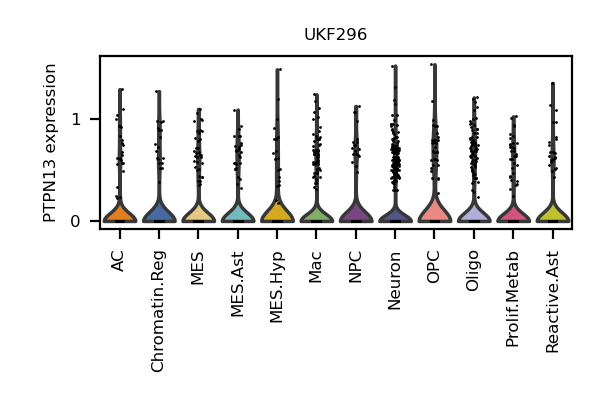 UKF296
PTPN13 expression
1
0
AC
Chromatin.Reg
MES
MES.Ast
MES.Hyp
Mac
NPC
Neuron
OPC
Oligo
Prolif.Metab
Reactive.Ast